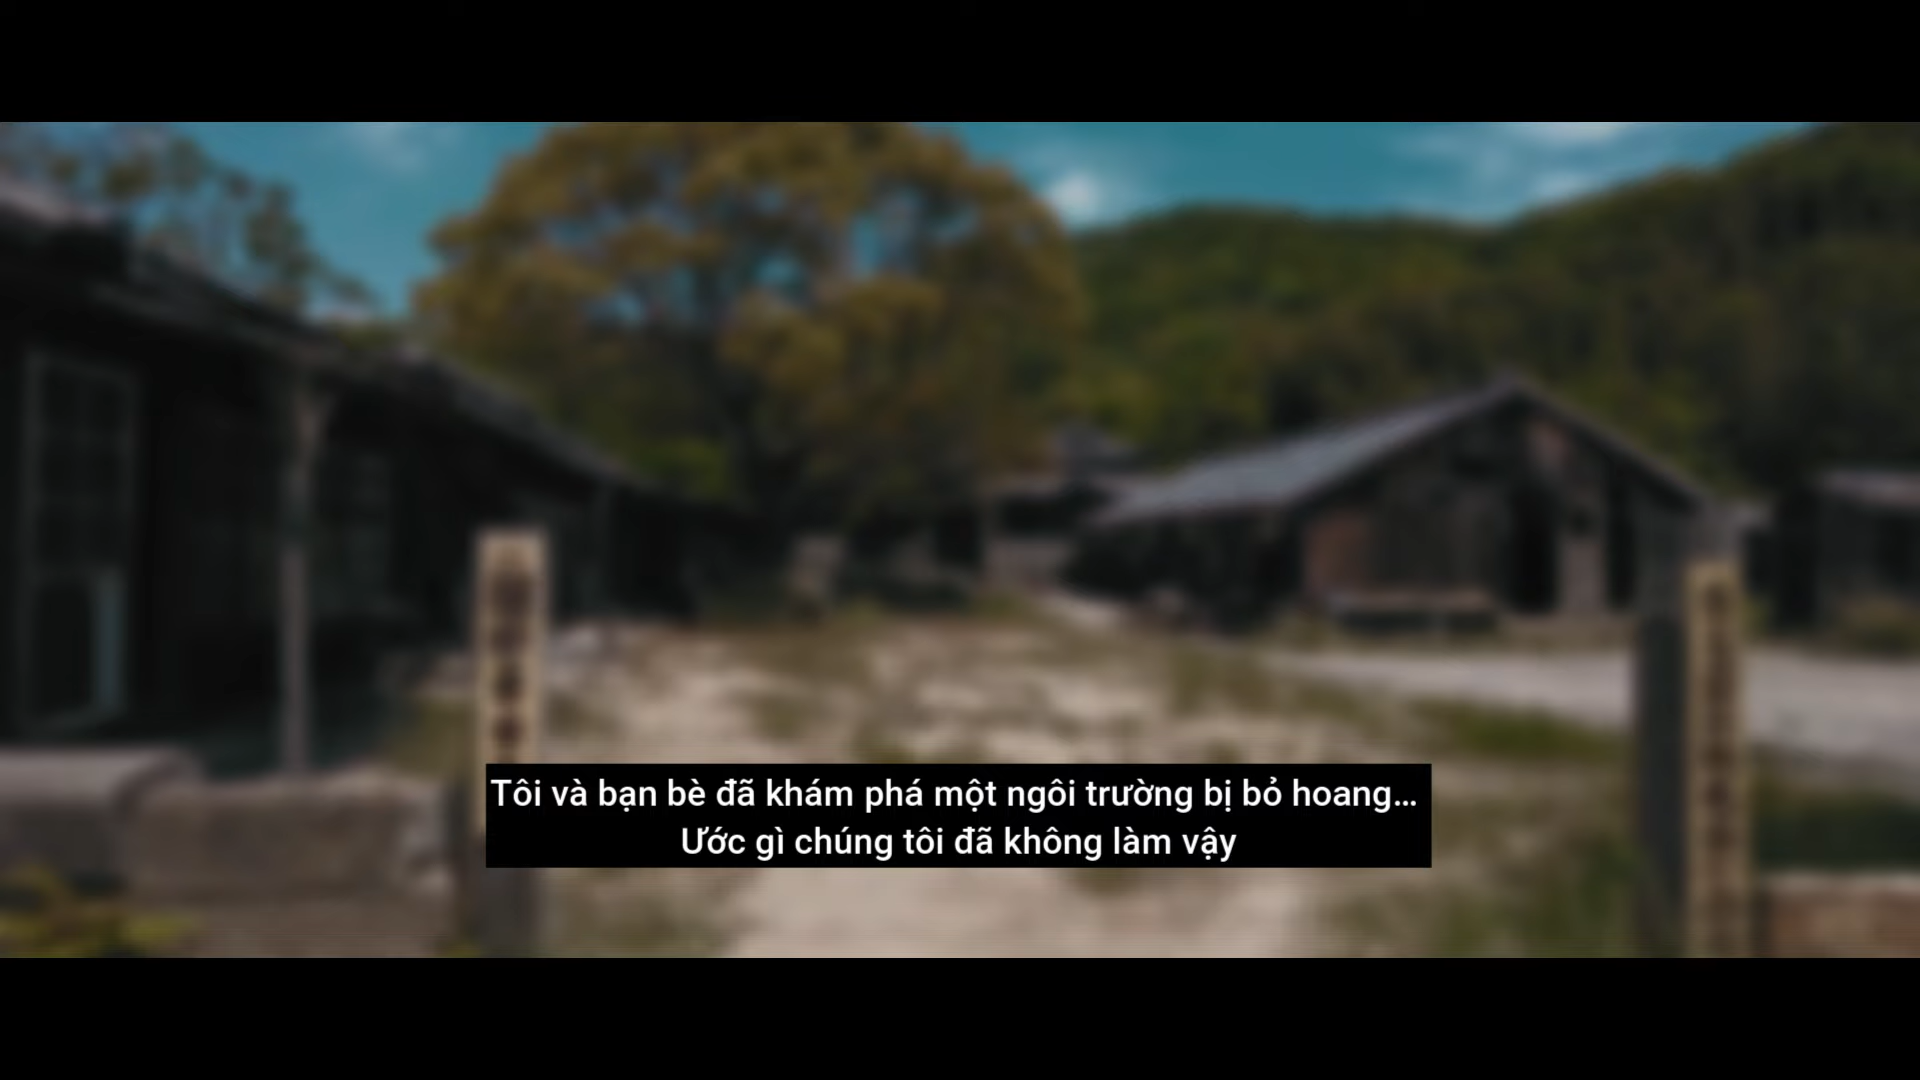 Tôi và bạn bè đã khám phá một ngôi trường bị bỏ hoang...
Ước gì chúng tôi đã không làm vậy